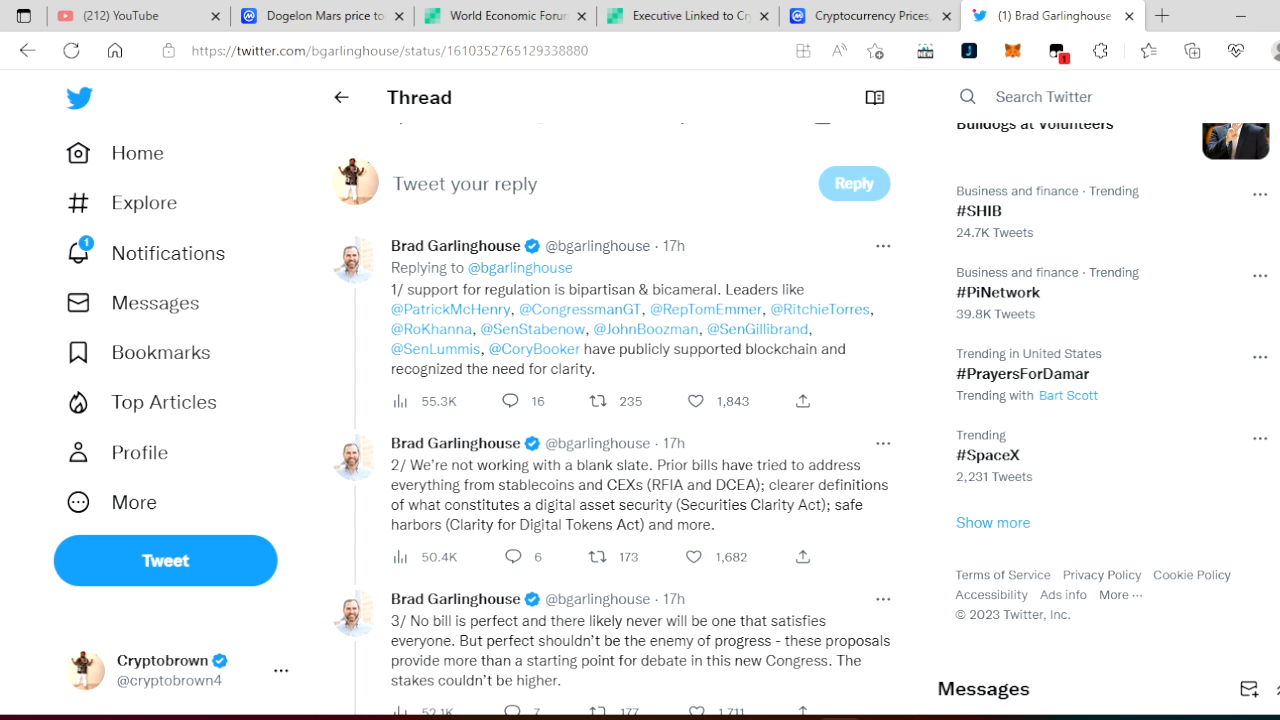 (212) YouTube
Dogelon Mars price to
World Economic Forum
Executive Linked to Cry
Cryptocurrency Prices,
(1) Brad Garlinghouse
https://twitter.com/bgarlinghouse/status/1610352765129338880
1
Home
Explore
1
Notifications
Messages
Bookmarks
Top Articles
Profile
More
Tweet
Cryptobrown
@cryptobrown4
Thread
Tweet your reply
Reply
Brad Garlinghouse @bgarlinghouse · 17h
Replying to @bgarlinghouse
1/ support for regulation is bipartisan & bicameral. Leaders like
@PatrickMcHenry, @CongressmanGT, @RepTomEmmer, @RitchieTorres,
@RoKhanna, @SenStabenow, @JohnBoozman, @SenGillibrand,
@SenLummis, @CoryBooker have publicly supported blockchain and
recognized the need for clarity.
55.3K 16 235 1,843
Brad Garlinghouse @bgarlinghouse · 17h
2/ We’re not working with a blank slate. Prior bills have tried to address
everything from stablecoins and CEXs (RFIA and DCEA); clearer definitions
of what constitutes a digital asset security (Securities Clarity Act); safe
harbors (Clarity for Digital Tokens Act) and more.
50.4K 6 173 1,682
Brad Garlinghouse @bgarlinghouse · 17h
3/ No bill is perfect and there likely never will be one that satisfies
everyone. But perfect shouldn’t be the enemy of progress - these proposals
provide more than a starting point for debate in this new Congress. The
stakes couldn’t be higher.
52.1K 7 177 1,711
Search Twitter
Bulldogs at Volunteers
Business and finance · Trending
#SHIB
24.7K Tweets
Business and finance · Trending
#PiNetwork
39.8K Tweets
Trending in United States
#PrayersForDamar
Trending with Bart Scott
Trending
#SpaceX
2,231 Tweets
Show more
Terms of Service Privacy Policy Cookie Policy
Accessibility Ads info More ···
© 2023 Twitter, Inc.
Messages